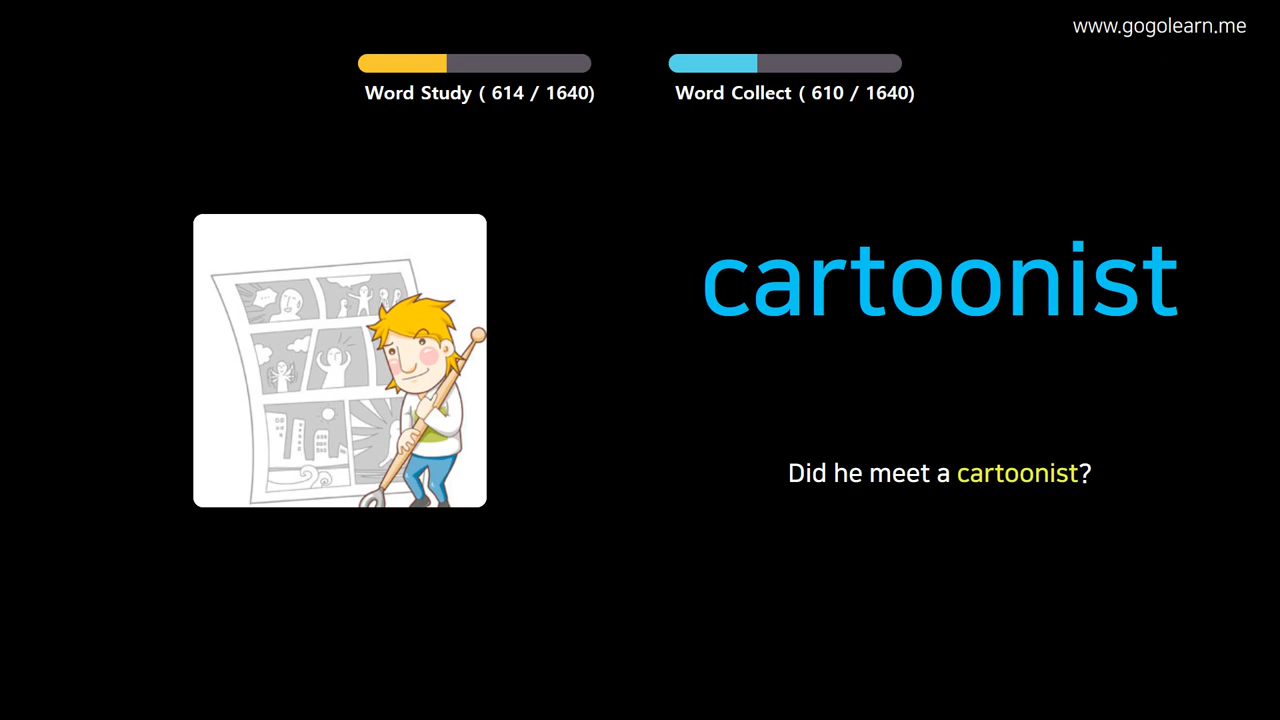 www.gogolearn.me
Word Study ( 614 / 1640)
Word Collect ( 610 / 1640)
cartoonist
Did he meet a cartoonist?